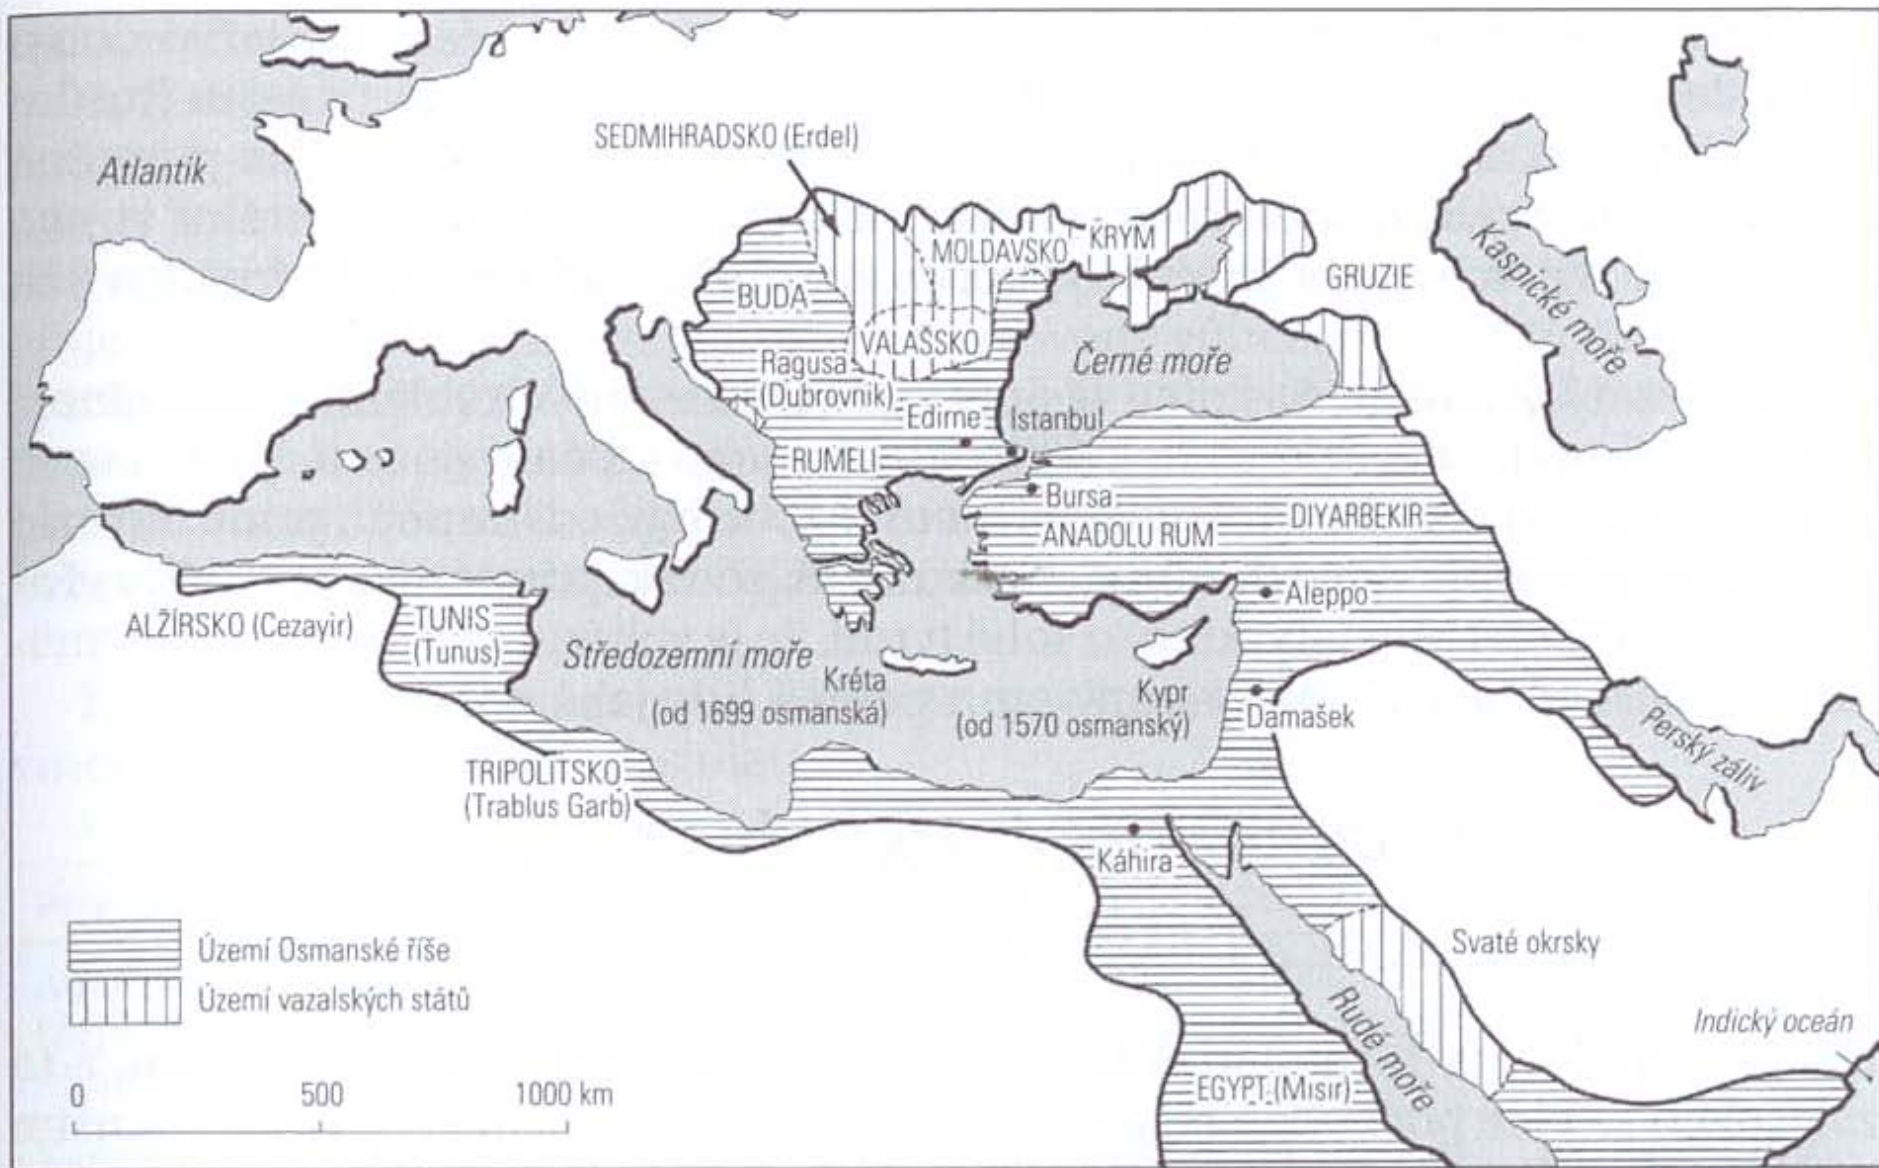 Atlantik
SEDMIHRADSKO (Erdel)
MOLDAVSKO
KRYM
GRUZIE
Kaspické moře
BUDA
VALAŠSKO
Černé moře
Ragusa
(Dubrovnik)
Edirne
Istanbul
RUMELI
Bursa
ANADOLU RUM
DIYARBEKIR
Aleppo
ALŽÍRSKO (Cezayir)
TUNIS
(Tunus)
Středozemní moře
Kréta
(od 1699 osmanská)
Kypr
(od 1570 osmanský)
Damašek
Perský záliv
TRIPOLITSKO
(Trablus Garb)
Káhira
Svaté okrsky
Území Osmanské říše
Území vazalských států
Rudé moře
Indický oceán
EGYPT (Misir)
0 500 1000 km